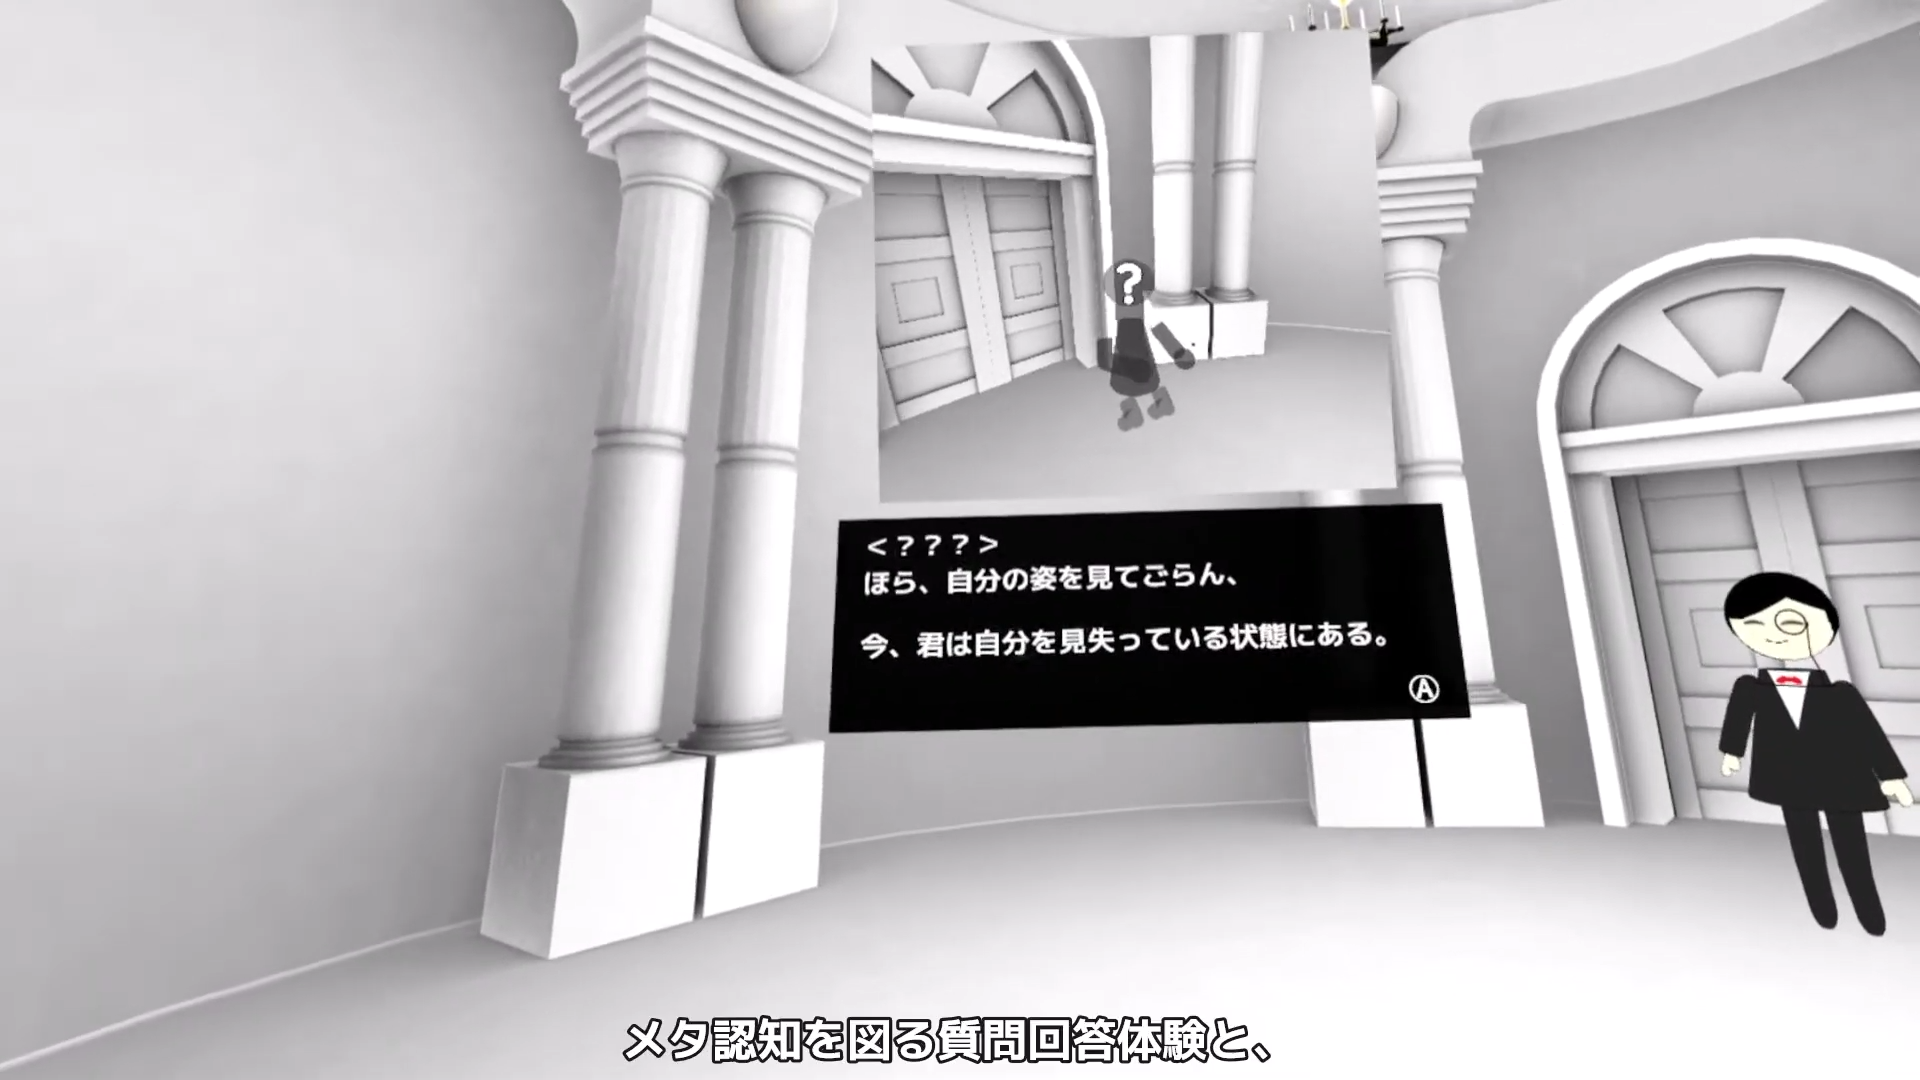 ?
<???>
ほら、自分の姿を見てごらん、
今、君は自分を見失っている状態にある。
Ⓐ
メタ認知を図る質問回答体験と、